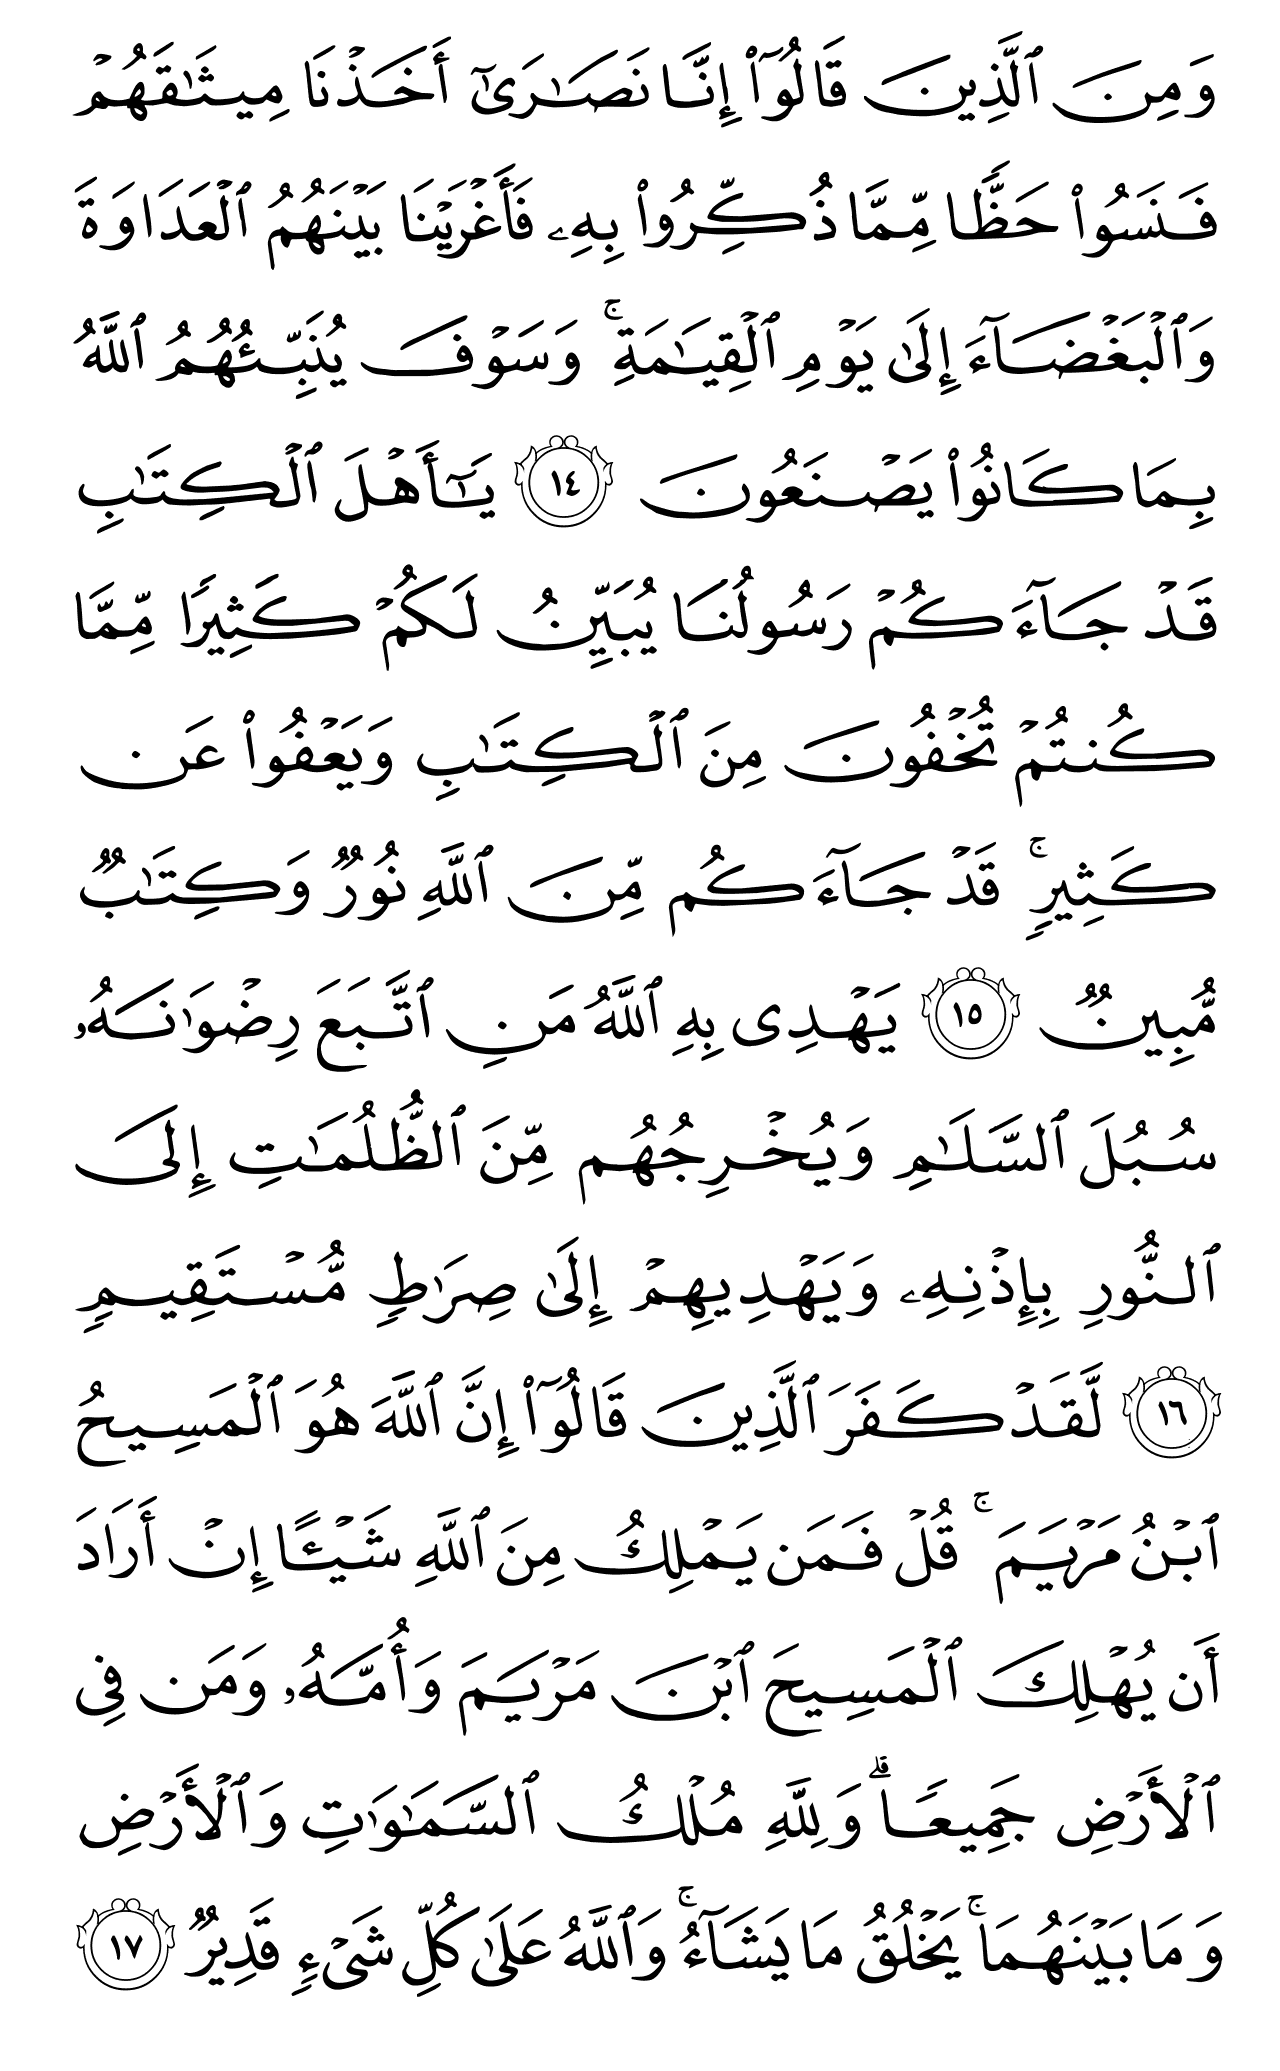 وَمِنَ ٱلَّذِينَ قَالُوٓاْ إِنَّا نَصَٰرَىٰٓ أَخَذۡنَا مِيثَٰقَهُمۡ
فَنَسُواْ حَظّٗا مِّمَّا ذُكِّرُواْ بِهِۦ فَأَغۡرَيۡنَا بَيۡنَهُمُ ٱلۡعَدَاوَةَ
وَٱلۡبَغۡضَآءَ إِلَىٰ يَوۡمِ ٱلۡقِيَٰمَةِۚ وَسَوۡفَ يُنَبِّئُهُمُ ٱللَّهُ
بِمَا كَانُواْ يَصۡنَعُونَ ١٤ يَٰٓأَهۡلَ ٱلۡكِتَٰبِ
قَدۡ جَآءَكُمۡ رَسُولُنَا يُبَيِّنُ لَكُمۡ كَثِيرٗا مِّمَّا
كُنتُمۡ تُخۡفُونَ مِنَ ٱلۡكِتَٰبِ وَيَعۡفُواْ عَن
كَثِيرٖۚ قَدۡ جَآءَكُم مِّنَ ٱللَّهِ نُورٞ وَكِتَٰبٞ
مُّبِينٞ ١٥ يَهۡدِي بِهِ ٱللَّهُ مَنِ ٱتَّبَعَ رِضۡوَٰنَهُۥ
سُبُلَ ٱلسَّلَٰمِ وَيُخۡرِجُهُم مِّنَ ٱلظُّلُمَٰتِ إِلَى
ٱلنُّورِ بِإِذۡنِهِۦ وَيَهۡدِيهِمۡ إِلَىٰ صِرَٰطٖ مُّسۡتَقِيمٖ
١٦ لَّقَدۡ كَفَرَ ٱلَّذِينَ قَالُوٓاْ إِنَّ ٱللَّهَ هُوَ ٱلۡمَسِيحُ
ٱبۡنُ مَرۡيَمَۚ قُلۡ فَمَن يَمۡلِكُ مِنَ ٱللَّهِ شَيۡـًٔا إِنۡ أَرَادَ
أَن يُهۡلِكَ ٱلۡمَسِيحَ ٱبۡنَ مَرۡيَمَ وَأُمَّهُۥ وَمَن فِي
ٱلۡأَرۡضِ جَمِيعٗاۗ وَلِلَّهِ مُلۡكُ ٱلسَّمَٰوَٰتِ وَٱلۡأَرۡضِ
وَمَا بَيۡنَهُمَاۚ يَخۡلُقُ مَا يَشَآءُۚ وَٱللَّهُ عَلَىٰ كُلِّ شَيۡءٖ قَدِيرٞ ١٧